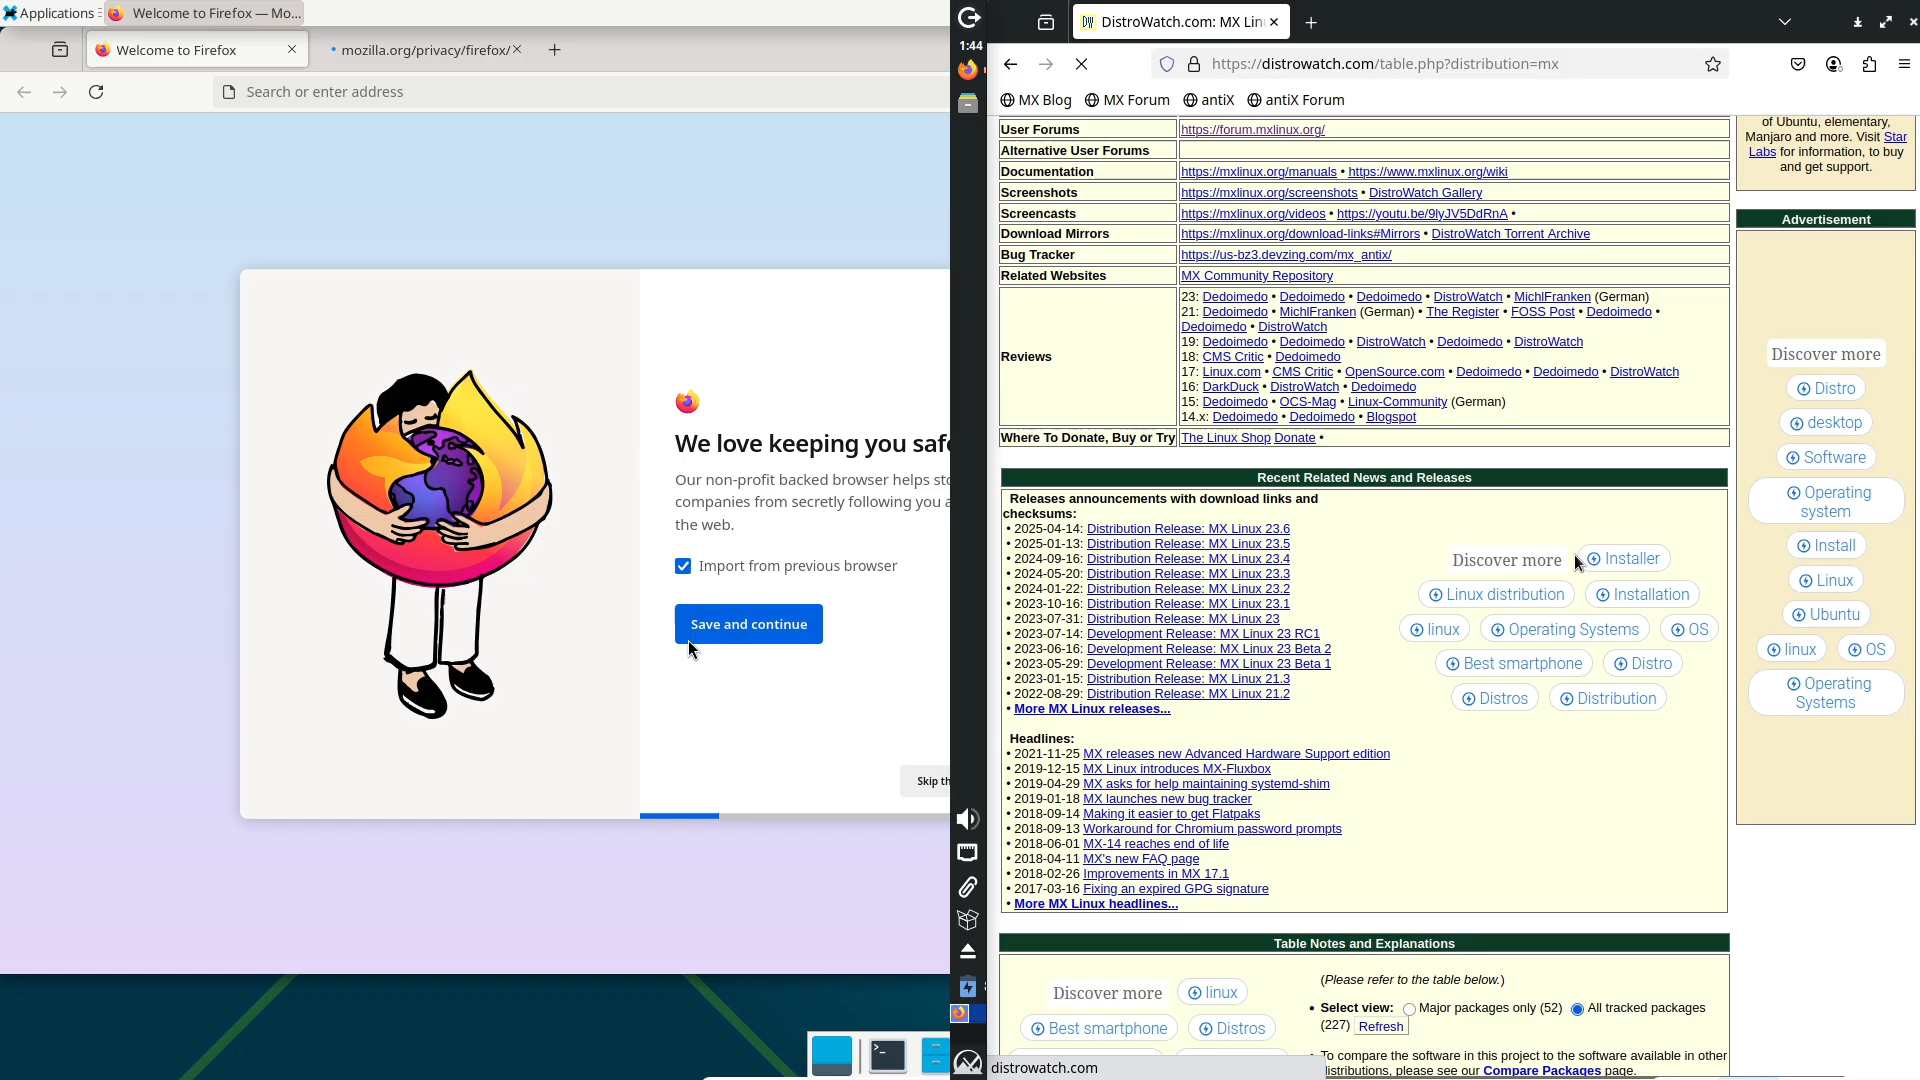 Applications
Welcome to Firefox — Mo...
Welcome to Firefox
mozilla.org/privacy/firefox/
Search or enter address
We love keeping you safe
Our non-profit backed browser helps sto
companies from secretly following you a
the web.
Import from previous browser
Save and continue
Skip th
1:44
DistroWatch.com: MX Lin
https://distrowatch.com/table.php?distribution=mx
MX Blog
MX Forum
antiX
antiX Forum
User Forums https://forum.mxlinux.org/
Alternative User Forums
Documentation https://mxlinux.org/manuals • https://www.mxlinux.org/wiki
Screenshots https://mxlinux.org/screenshots • DistroWatch Gallery
Screencasts https://mxlinux.org/videos • https://youtu.be/9lyJV5DdRnA •
Download Mirrors https://mxlinux.org/download-links#Mirrors • DistroWatch Torrent Archive
Bug Tracker https://us-bz3.devzing.com/mx_antix/
Related Websites MX Community Repository
Reviews
23: Dedoimedo • Dedoimedo • Dedoimedo • DistroWatch • MichlFranken (German)
21: Dedoimedo • MichlFranken (German) • The Register • FOSS Post • Dedoimedo •
Dedoimedo • DistroWatch
19: Dedoimedo • Dedoimedo • DistroWatch • Dedoimedo • DistroWatch
18: CMS Critic • Dedoimedo
17: Linux.com • CMS Critic • OpenSource.com • Dedoimedo • Dedoimedo • DistroWatch
16: DarkDuck • DistroWatch • Dedoimedo
15: Dedoimedo • OCS-Mag • Linux-Community (German)
14.x: Dedoimedo • Dedoimedo • Blogspot
Where To Donate, Buy or Try The Linux Shop Donate •
Recent Related News and Releases
Releases announcements with download links and
checksums:
• 2025-04-14: Distribution Release: MX Linux 23.6
• 2025-01-13: Distribution Release: MX Linux 23.5
• 2024-09-16: Distribution Release: MX Linux 23.4
• 2024-05-20: Distribution Release: MX Linux 23.3
• 2024-01-22: Distribution Release: MX Linux 23.2
• 2023-10-16: Distribution Release: MX Linux 23.1
• 2023-07-31: Distribution Release: MX Linux 23
• 2023-07-14: Development Release: MX Linux 23 RC1
• 2023-06-16: Development Release: MX Linux 23 Beta 2
• 2023-05-29: Development Release: MX Linux 23 Beta 1
• 2023-01-15: Distribution Release: MX Linux 21.3
• 2022-08-29: Distribution Release: MX Linux 21.2
• More MX Linux releases...
Discover more Installer
Linux distribution Installation
linux Operating Systems OS
Best smartphone Distro
Distros Distribution
Headlines:
• 2021-11-25 MX releases new Advanced Hardware Support edition
• 2019-12-15 MX Linux introduces MX-Fluxbox
• 2019-04-29 MX asks for help maintaining systemd-shim
• 2019-01-18 MX launches new bug tracker
• 2018-09-14 Making it easier to get Flatpaks
• 2018-09-13 Workaround for Chromium password prompts
• 2018-06-01 MX-14 reaches end of life
• 2018-04-11 MX's new FAQ page
• 2018-02-26 Improvements in MX 17.1
• 2017-03-16 Fixing an expired GPG signature
• More MX Linux headlines...
Table Notes and Explanations
Discover more linux
Best smartphone Distros
(Please refer to the table below.)
• Select view: Major packages only (52) All tracked packages
(227) Refresh
To compare the software in this project to the software available in other
distributions, please see our Compare Packages page.
distrowatch.com
of Ubuntu, elementary,
Manjaro and more. Visit Star
Labs for information, to buy
and get support.
Advertisement
Discover more
Distro
desktop
Software
Operating
system
Install
Linux
Ubuntu
linux OS
Operating
Systems